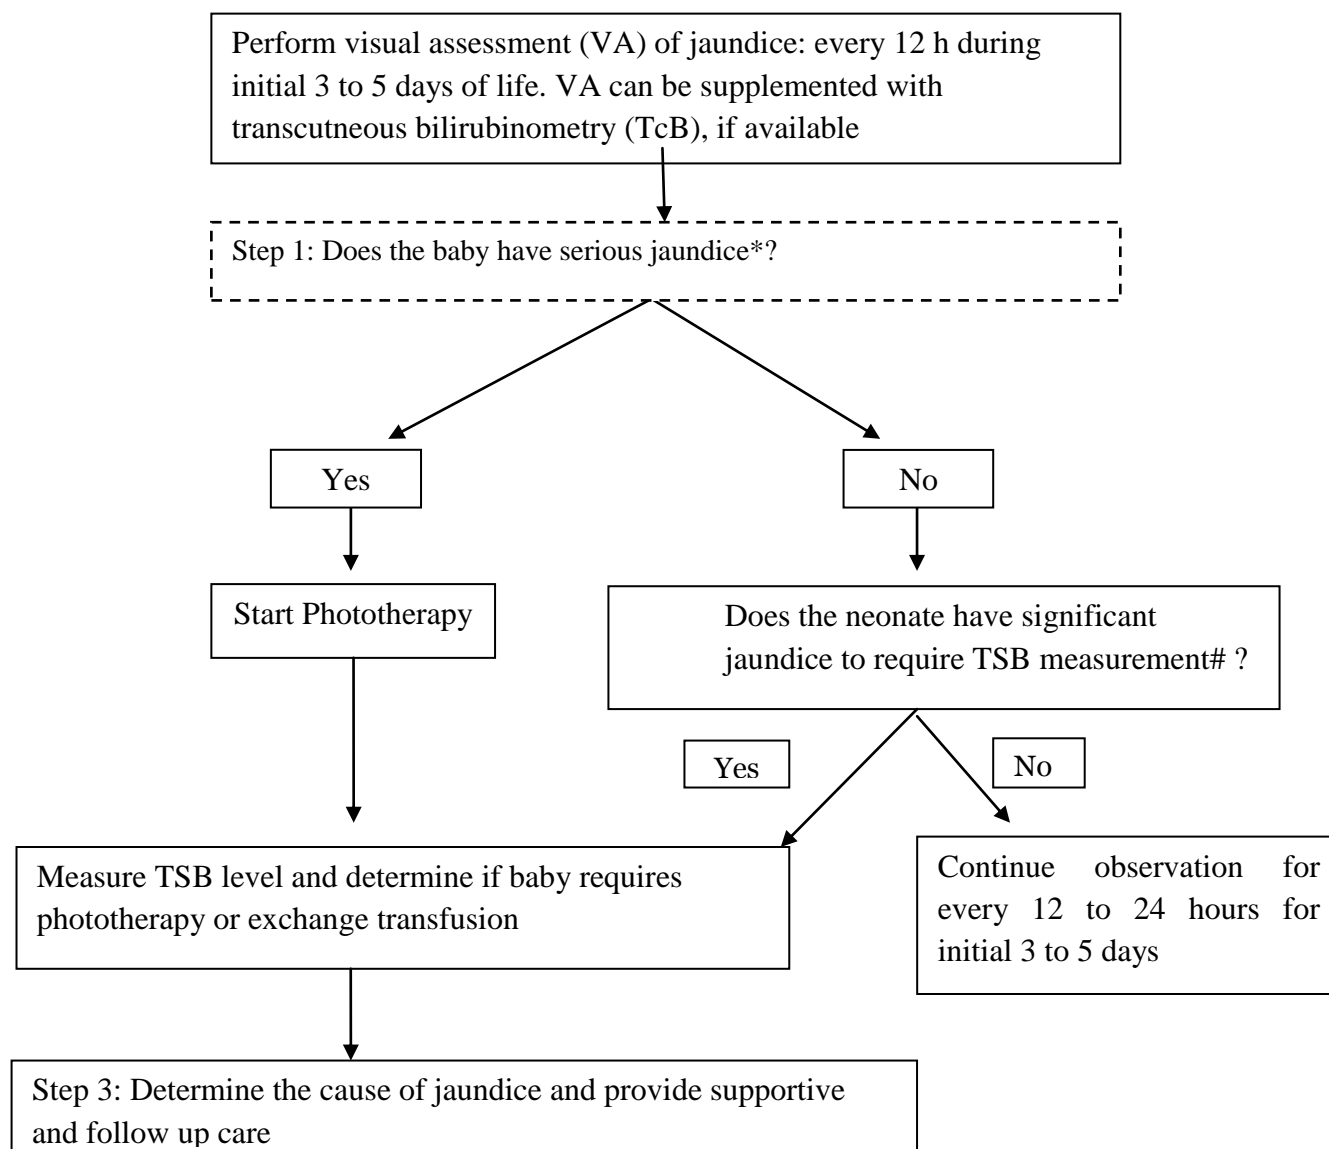 Perform visual assessment (VA) of jaundice: every 12 h during
initial 3 to 5 days of life. VA can be supplemented with
transcutneous bilirubinometry (TcB), if available
Step 1: Does the baby have serious jaundice*?
Yes
No
Start Phototherapy
Does the neonate have significant
jaundice to require TSB measurement# ?
Yes
No
Measure TSB level and determine if baby requires
phototherapy or exchange transfusion
Continue observation for
every 12 to 24 hours for
initial 3 to 5 days
Step 3: Determine the cause of jaundice and provide supportive
and follow up care